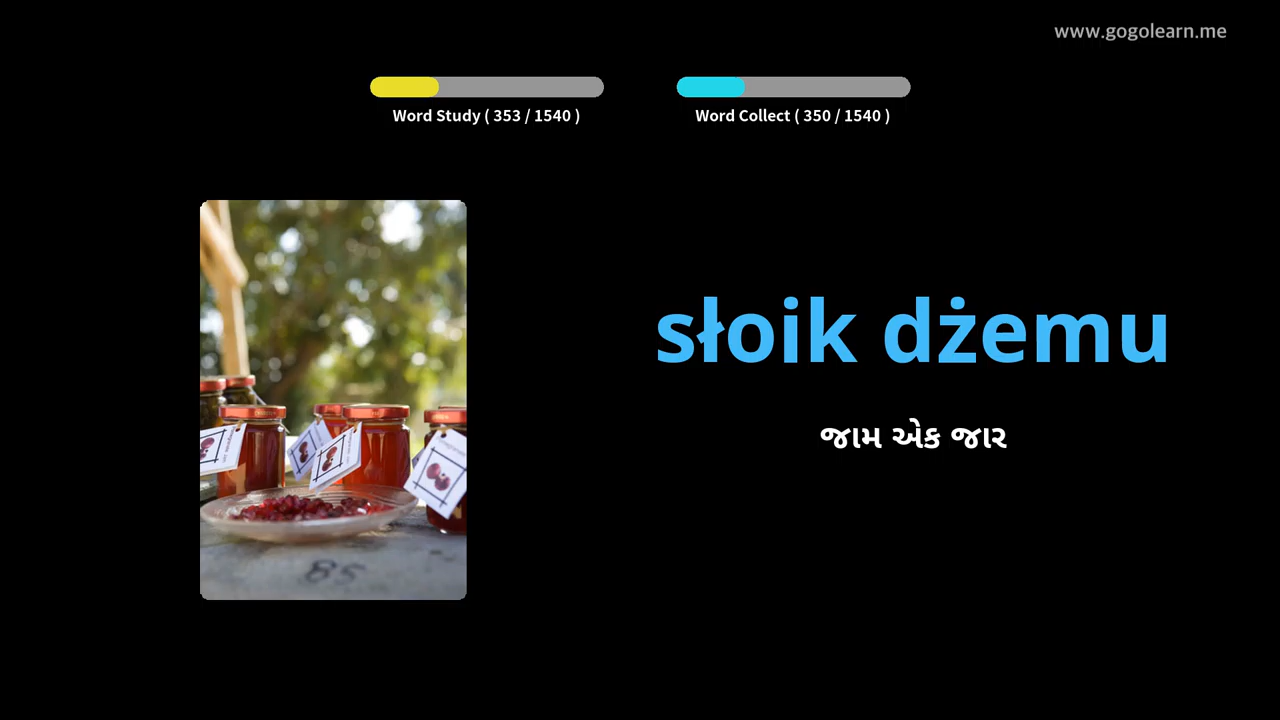 www.gogolearn.me
Word Study ( 353 / 1540 )
Word Collect ( 350 / 1540 )
słoik dżemu
જામ એક જાર
85